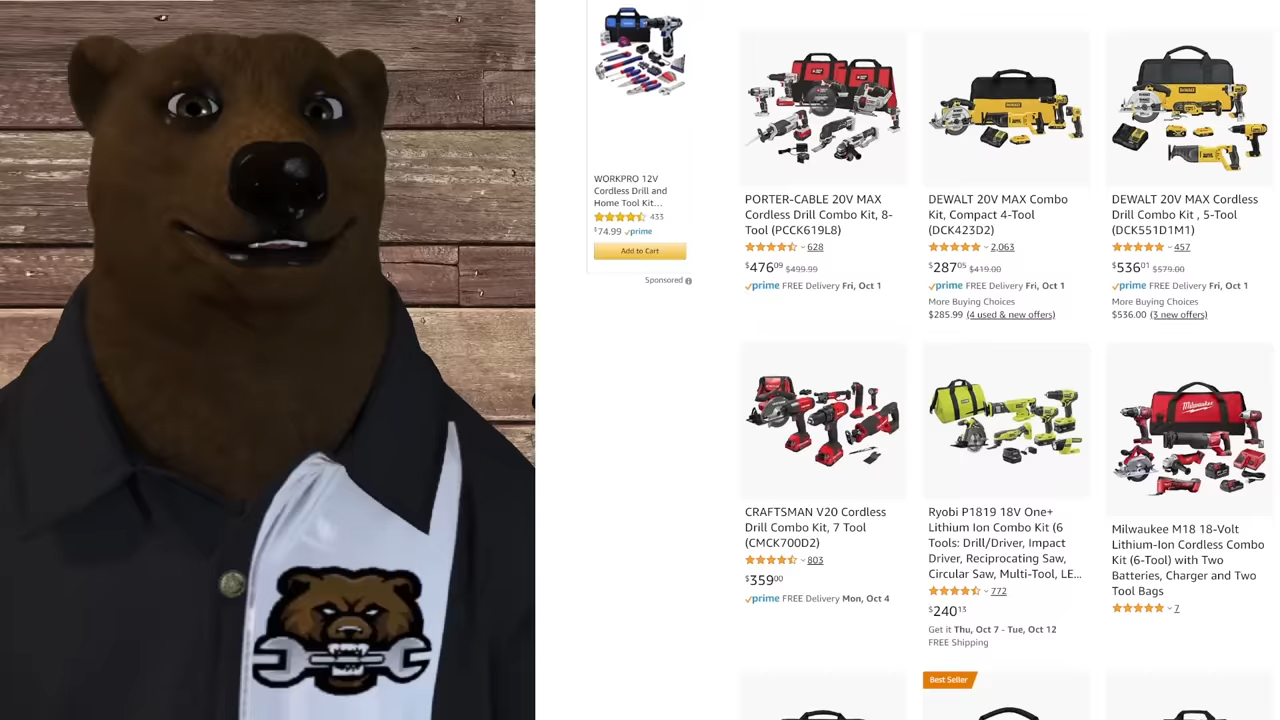 WORKPRO 12V
Cordless Drill and
Home Tool Kit...
433
$74.99 prime
Add to Cart
Sponsored
PORTER-CABLE 20V MAX
Cordless Drill Combo Kit, 8-
Tool (PCCK619L8)
628
$476.09 $499.99
prime FREE Delivery Fri, Oct 1
DEWALT 20V MAX Combo
Kit, Compact 4-Tool
(DCK423D2)
2,063
$287.05 $419.00
prime FREE Delivery Fri, Oct 1
More Buying Choices
$285.99 (4 used & new offers)
DEWALT 20V MAX Cordless
Drill Combo Kit , 5-Tool
(DCK551D1M1)
457
$536.01 $579.00
prime FREE Delivery Fri, Oct 1
More Buying Choices
$536.00 (3 new offers)
CRAFTSMAN V20 Cordless
Drill Combo Kit, 7 Tool
(CMCK700D2)
803
$359.00
prime FREE Delivery Mon, Oct 4
Ryobi P1819 18V One+
Lithium Ion Combo Kit (6
Tools: Drill/Driver, Impact
Driver, Reciprocating Saw,
Circular Saw, Multi-Tool, LE...
772
$240.13
Get it Thu, Oct 7 - Tue, Oct 12
FREE Shipping
Milwaukee
Milwaukee M18 18-Volt
Lithium-Ion Cordless Combo
Kit (6-Tool) with Two
Batteries, Charger and Two
Tool Bags
7
Best Seller